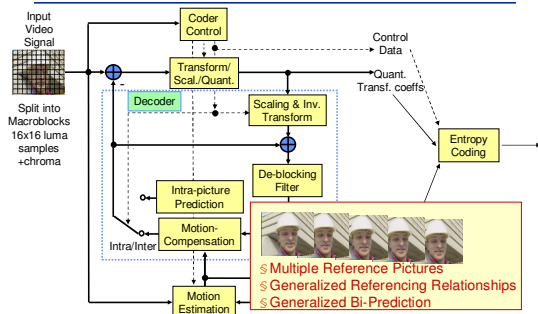 Input
Video
Signal
Split into
Macroblocks
16x16 luma
samples
+chroma
Coder
Control
Control
Data
Transform/
Scal./Quant.
-
Quant.
Transf. coeffs
Decoder
Scaling & Inv.
Transform
Entropy
Coding
De-blocking
Filter
Intra-picture
Prediction
Motion-
Compensation
Intra/Inter
§Multiple Reference Pictures
§Generalized Referencing Relationships
§Generalized Bi-Prediction
Motion
Estimation